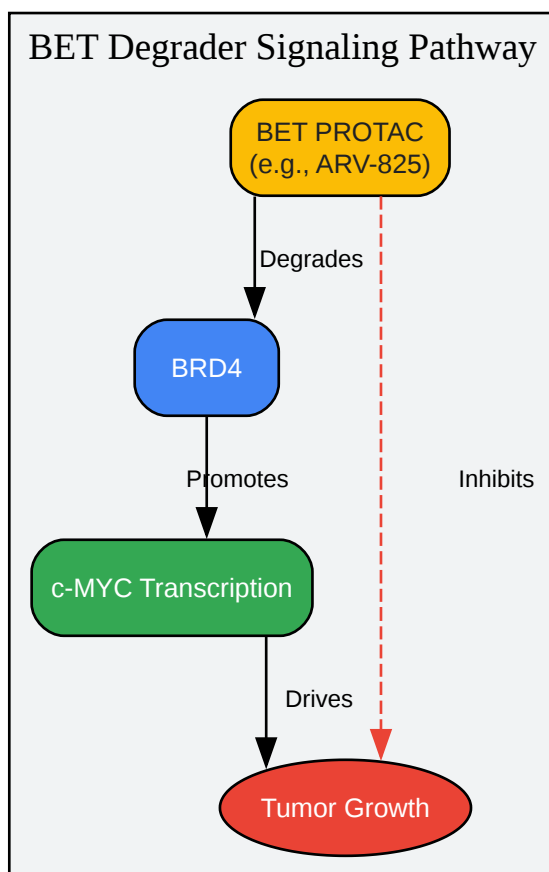 BET Degrader Signaling Pathway
BET PROTAC
(e.g., ARV-825)
Degrades
BRD4
Promotes
Inhibits
c-MYC Transcription
Drives
Tumor Growth